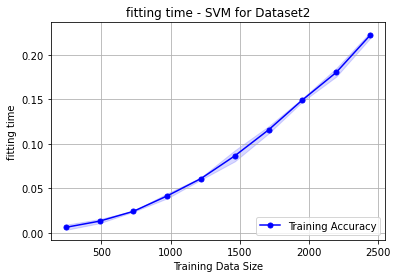 fitting time - SVM for Dataset2
0.20
0.15
0.10
0.05
0.00
fitting time
Training Accuracy
500
1000
1500
2000
2500
Training Data Size